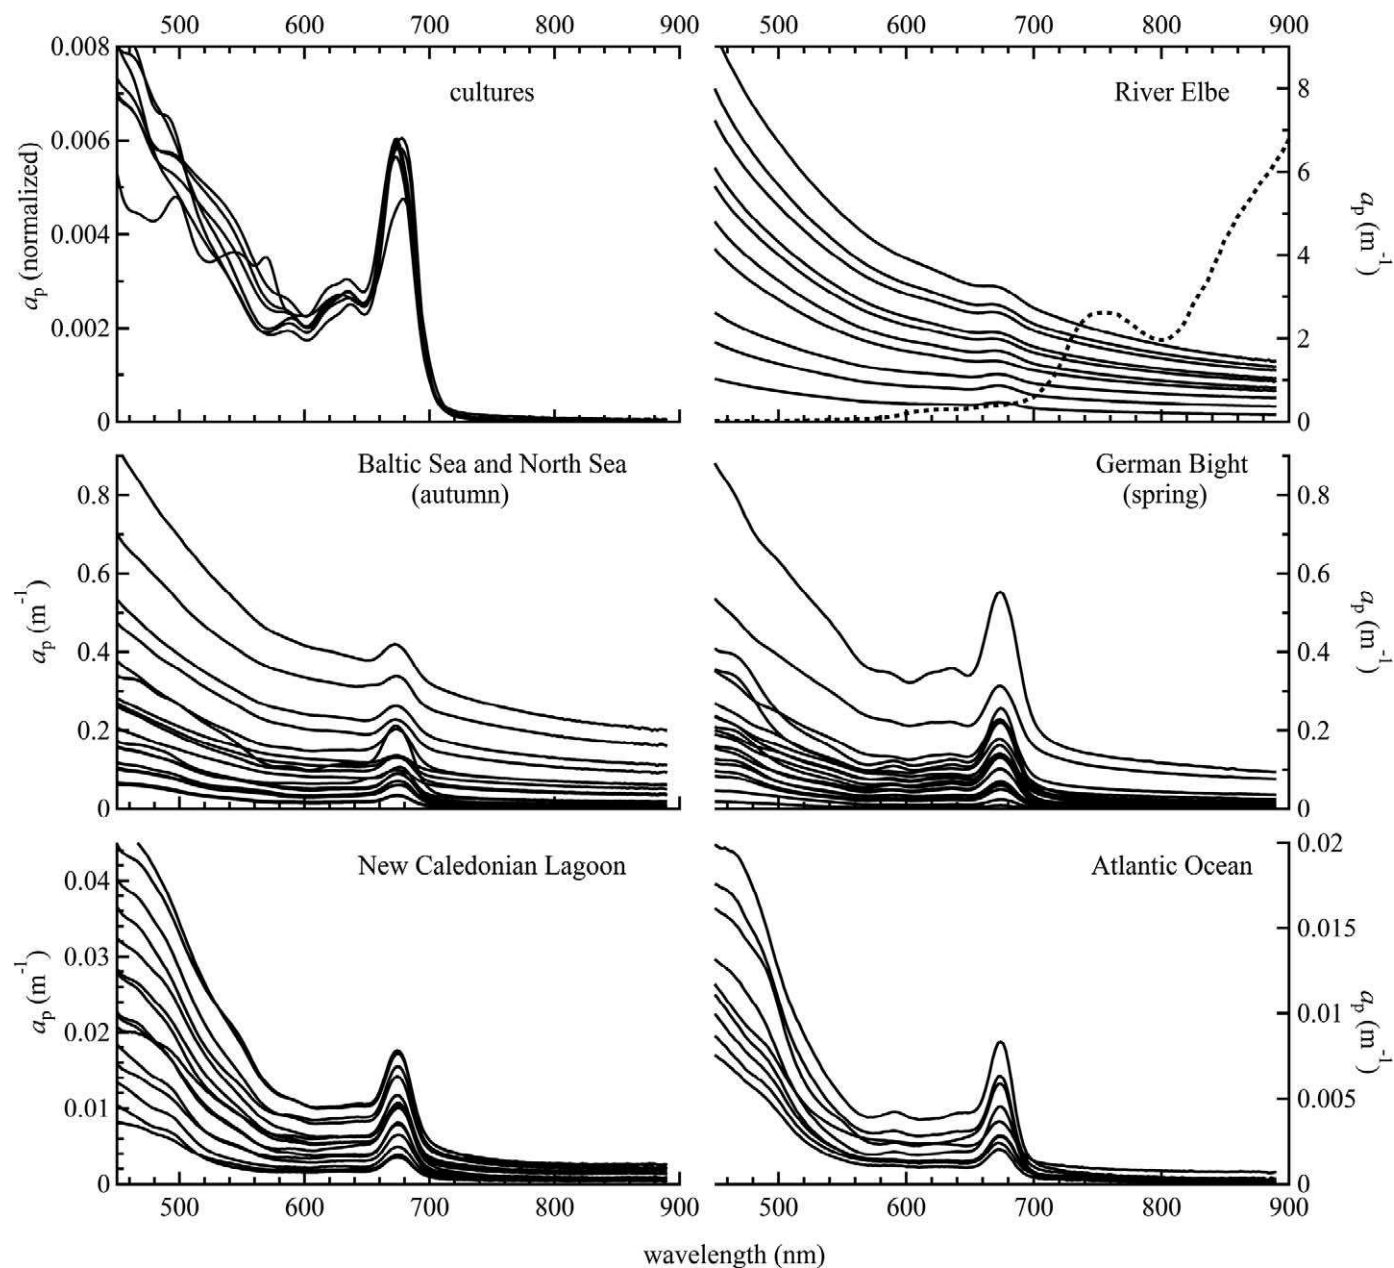 500 600 700 800 900 500 600 700 800 900
0.008 cultures River Elbe 8
0.006 6
0.004 4
0.002 2
0 0
aₚ (normalized) aₚ (m⁻¹)
Baltic Sea and North Sea German Bight
(autumn) (spring)
0.8 0.8
0.6 0.6
0.4 0.4
0.2 0.2
0 0
aₚ (m⁻¹) aₚ (m⁻¹)
New Caledonian Lagoon Atlantic Ocean
0.04 0.02
0.03 0.015
0.02 0.01
0.01 0.005
0 0
aₚ (m⁻¹) aₚ (m⁻¹)
500 600 700 800 900 500 600 700 800 900
wavelength (nm)